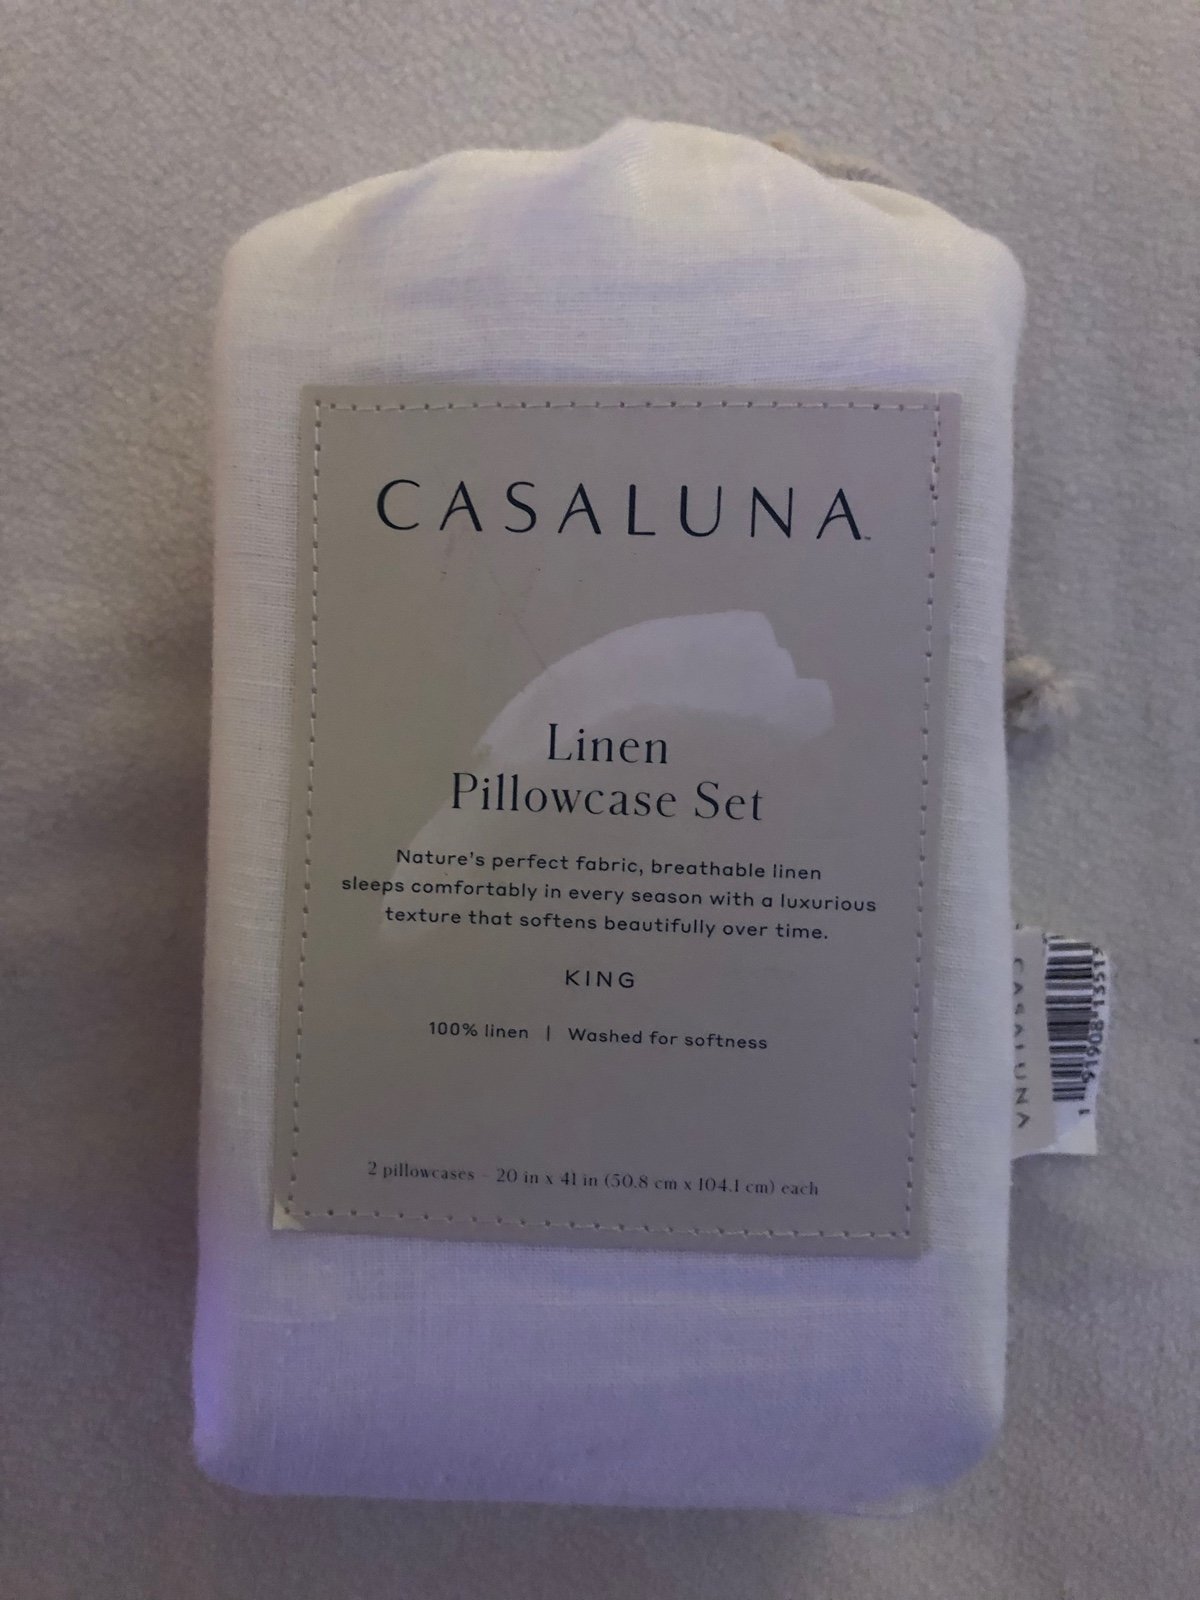 CASALUNA™
Linen
Pillowcase Set
Nature's perfect fabric, breathable linen
sleeps comfortably in every season with a luxurious
texture that softens beautifully over time.
KING
100% linen | Washed for softness
2 pillowcases – 20 in x 41 in (50.8 cm x 104.1 cm) each
CASALUNA